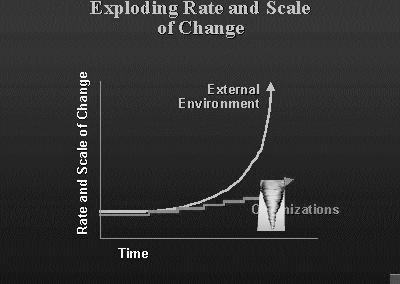 Exploding Rate and Scale
of Change
External
Environment
Rate and Scale of Change
Time